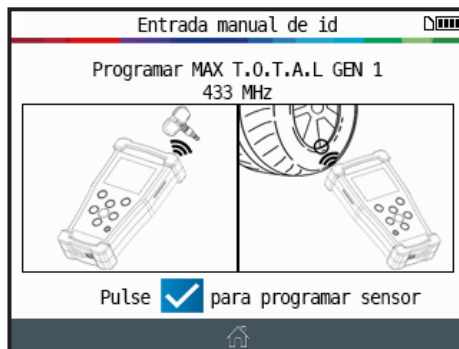 Entrada manual de id
Programar MAX T.O.T.A.L GEN 1
433 MHz
Pulse para programar sensor